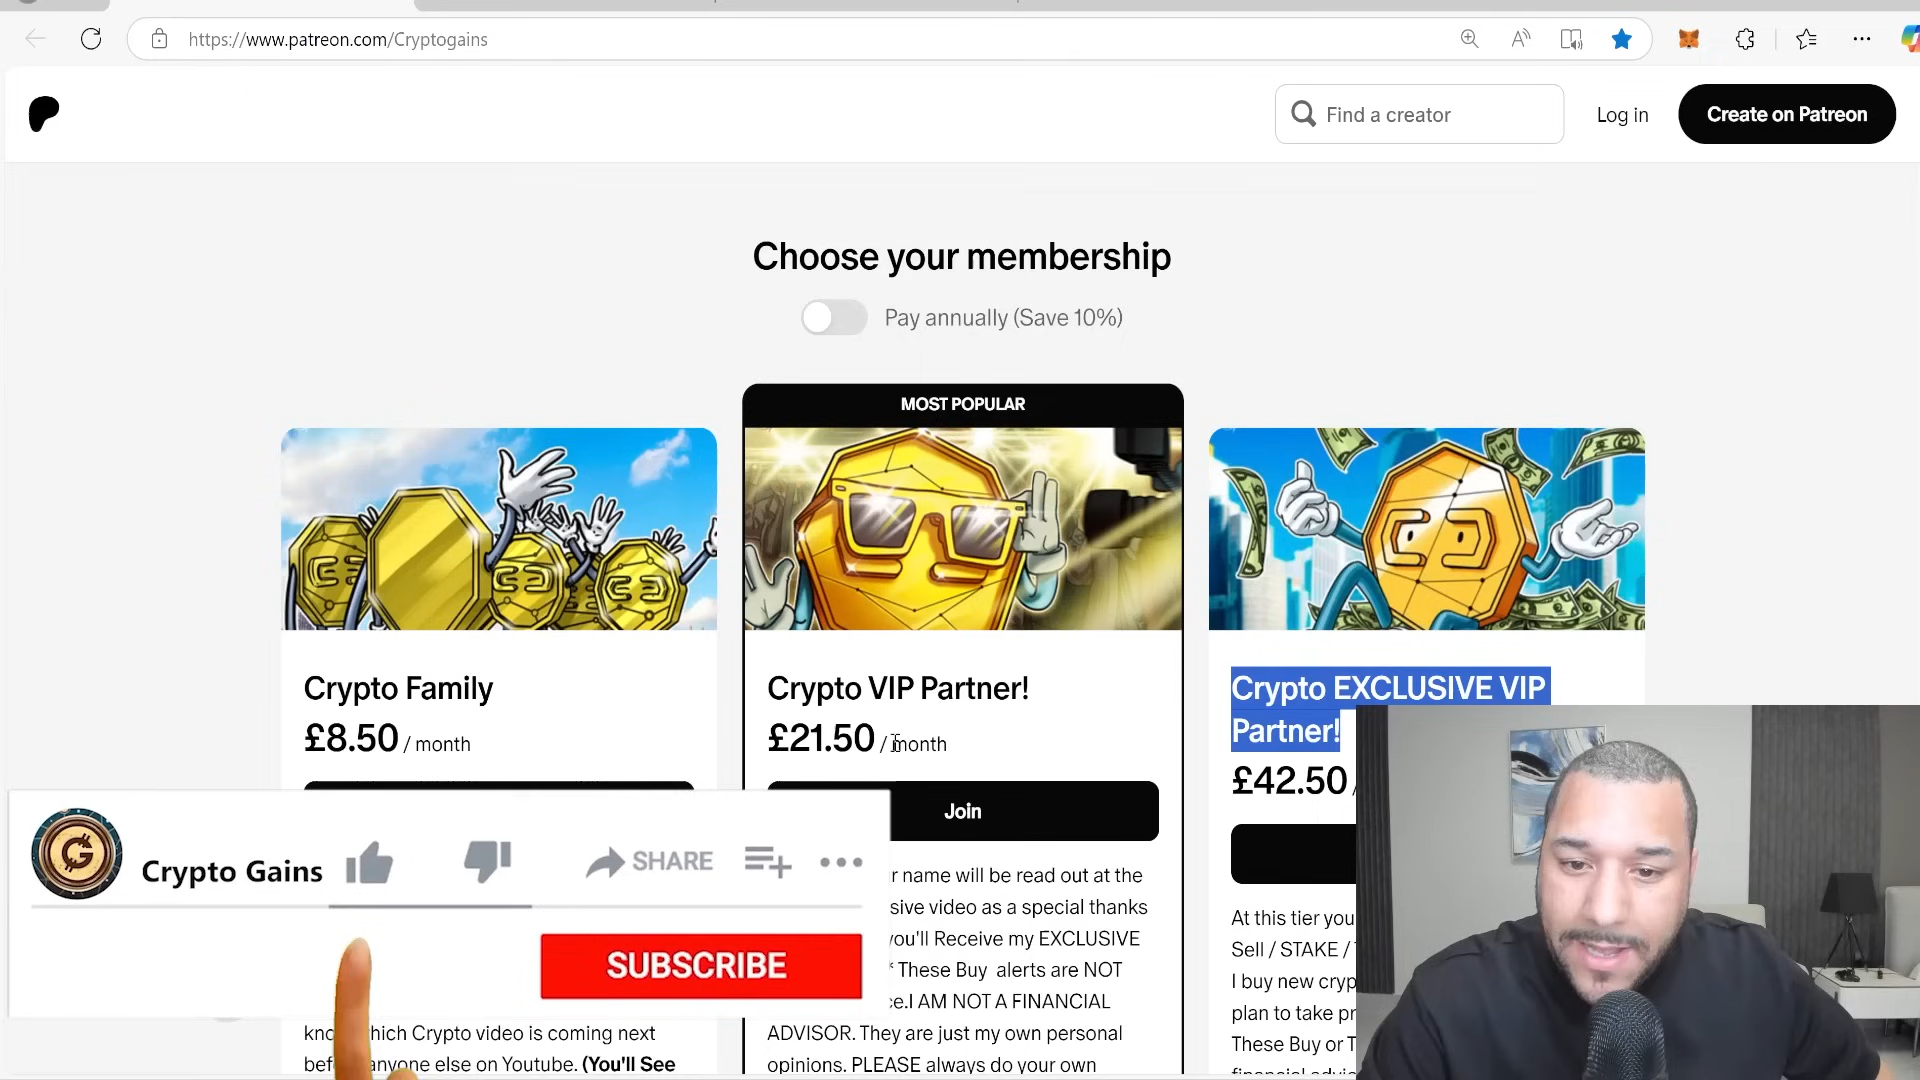 https://www.patreon.com/Cryptogains
Find a creator
Log in
Create on Patreon
Choose your membership
Pay annually (Save 10%)
MOST POPULAR
Crypto Family
£8.50 / month
Crypto VIP Partner!
£21.50 / month
Join
r name will be read out at the
sive video as a special thanks
you'll Receive my EXCLUSIVE
These Buy alerts are NOT
ce.I AM NOT A FINANCIAL
ADVISOR. They are just my own personal
opinions. PLEASE always do your own
Crypto EXCLUSIVE VIP
Partner!
£42.50 /
At this tier you
Sell / STAKE /
I buy new cryp
plan to take pr
These Buy or T
Crypto Gains
SHARE
SUBSCRIBE
which Crypto video is coming next
anyone else on Youtube. (You'll See